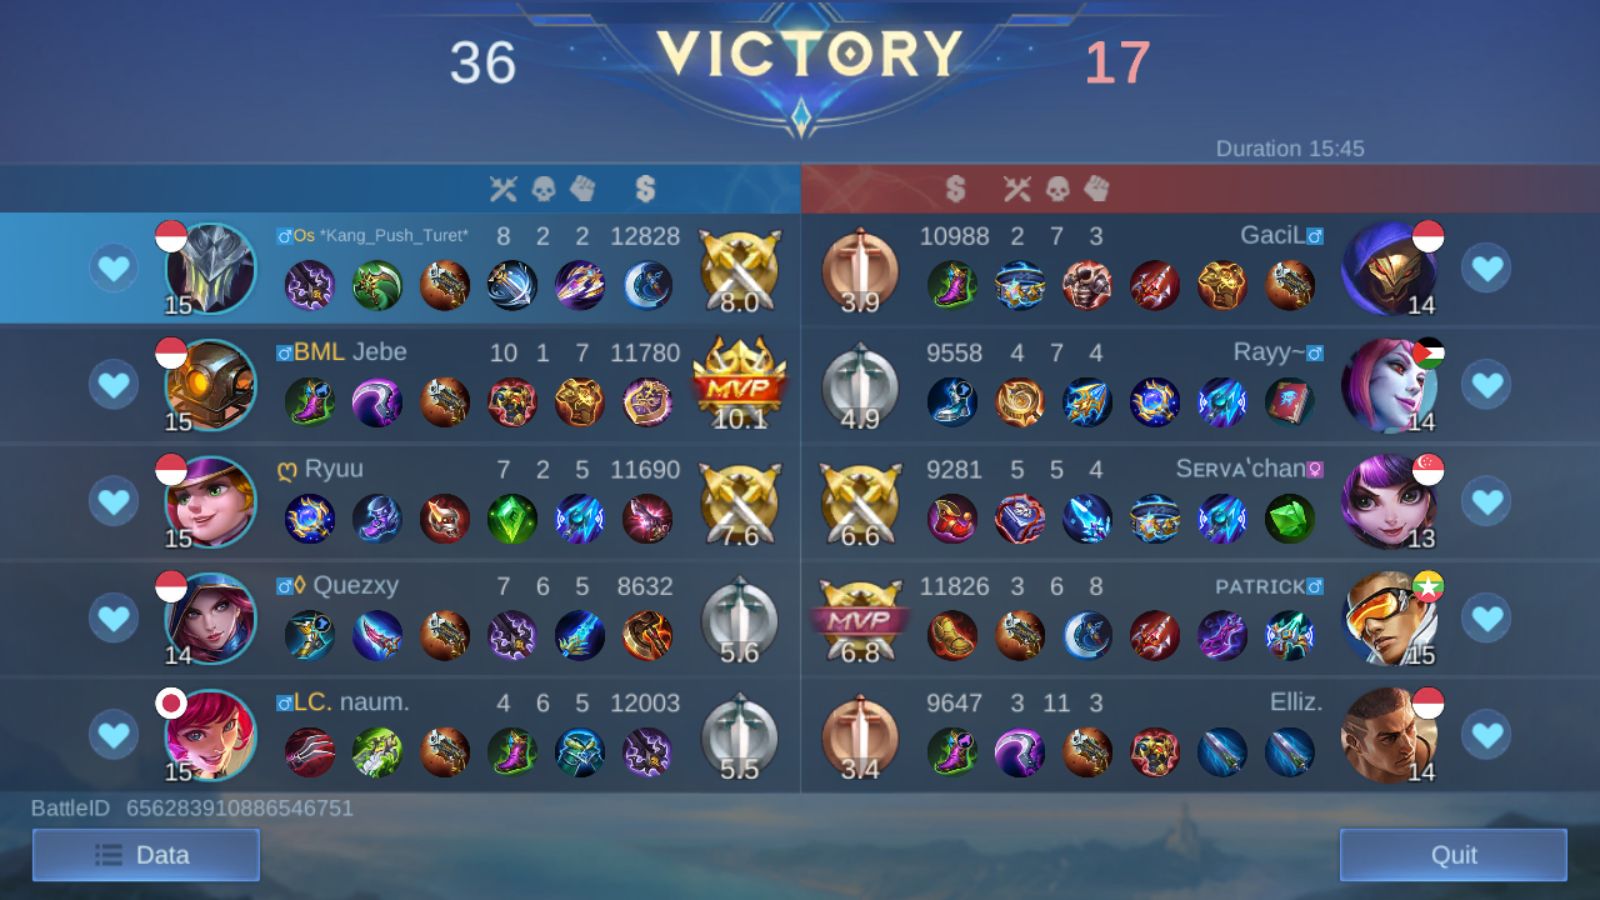 36 VICTORY 17
Duration 15:45
Os *Kang_Push_Turet* 8 2 2 12828
15 8.0
3.9 10988 2 7 3 GaciL
14
BML Jebe 10 1 7 11780
15 MVP 10.1
4.9 9558 4 7 4 Rayy~
14
ღ Ryuu 7 2 5 11690
15 7.6
6.6 9281 5 5 4 Sᴇʀᴠᴀ'chan
13
Quezxy 7 6 5 8632
14 5.6
MVP 6.8 11826 3 6 8 ᴘᴀᴛʀɪᴄᴋ
15
LC. naum. 4 6 5 12003
15 5.5
3.4 9647 3 11 3 Elliz.
14
BattleID 656283910886546751
Data
Quit